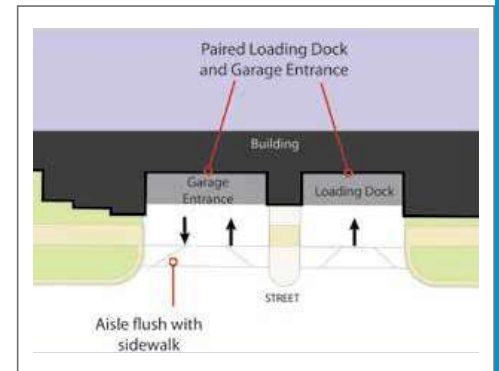 Paired Loading Dock
and Garage Entrance
Building
Garage
Entrance
Loading Dock
STREET
Aisle flush with
sidewalk